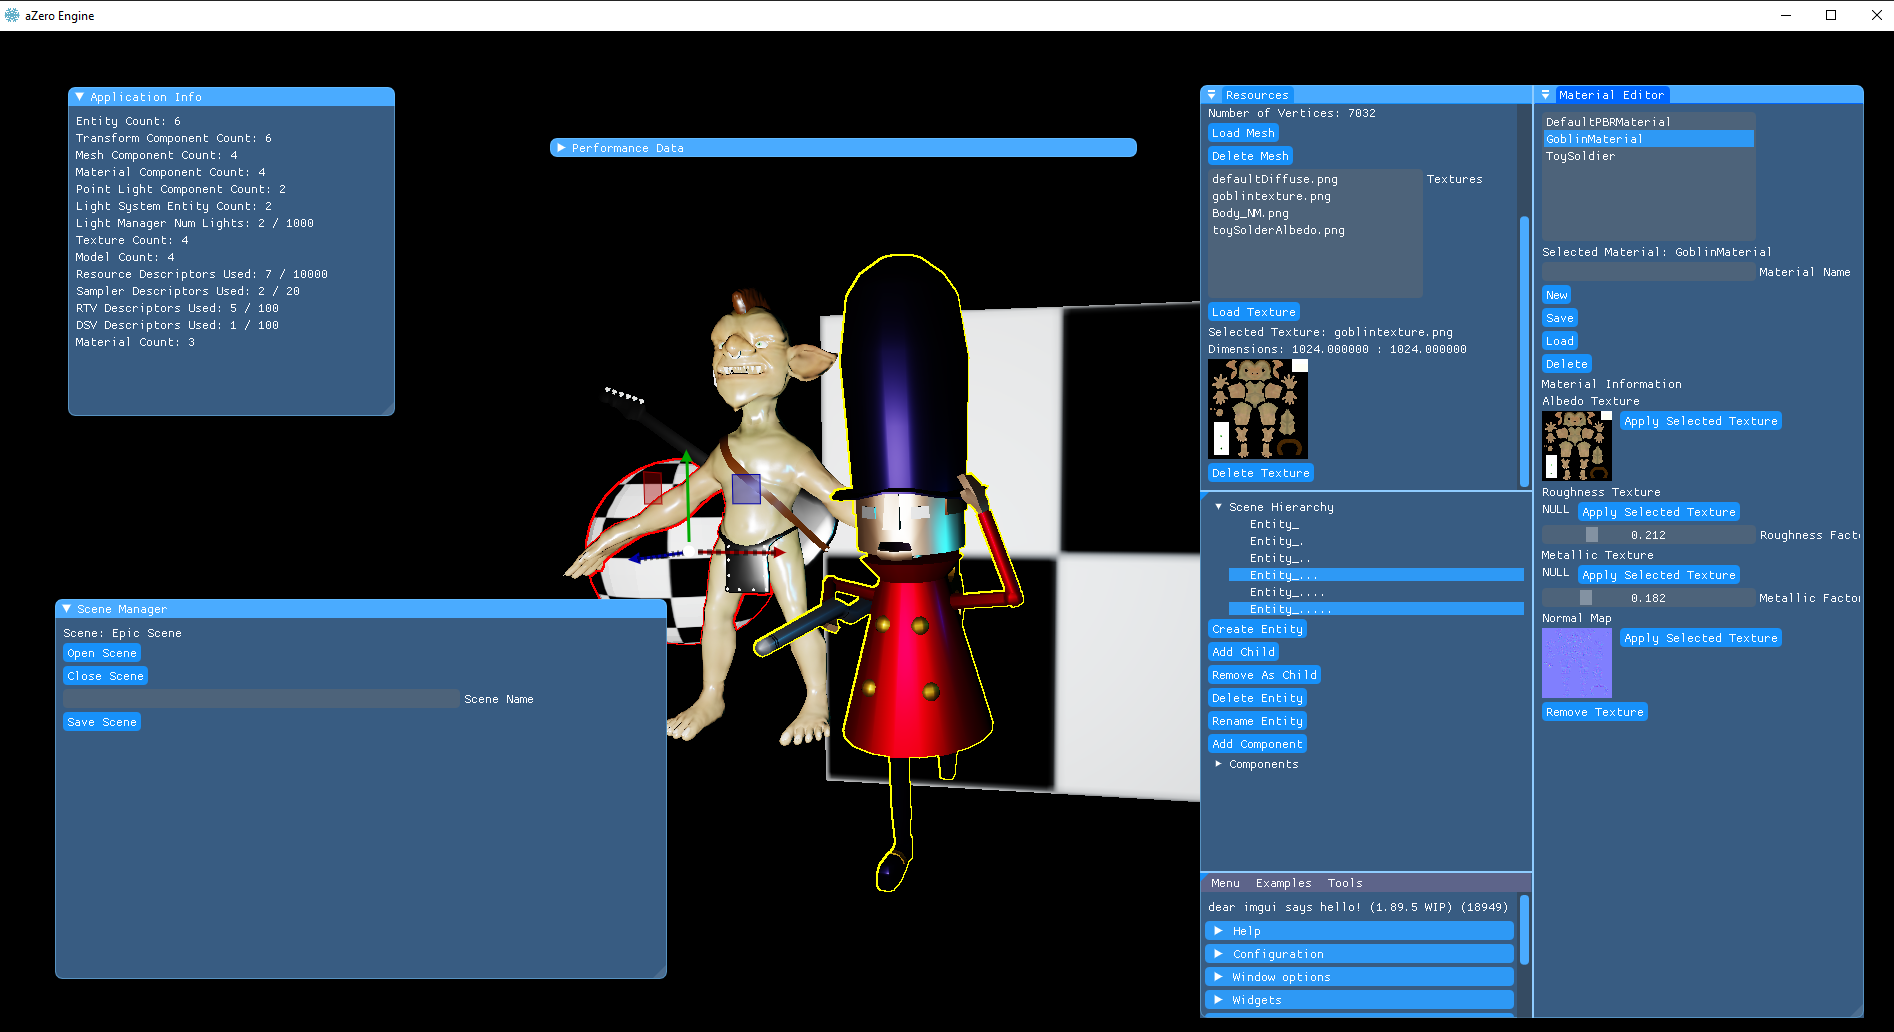 aZero Engine
Application Info
Entity Count: 6
Transform Component Count: 6
Mesh Component Count: 4
Material Component Count: 4
Point Light Component Count: 2
Light System Entity Count: 2
Light Manager Num Lights: 2 / 1000
Texture Count: 4
Model Count: 4
Resource Descriptors Used: 7 / 10000
Sampler Descriptors Used: 2 / 20
RTV Descriptors Used: 5 / 100
DSV Descriptors Used: 1 / 100
Material Count: 3
Performance Data
Scene Manager
Scene: Epic Scene
Open Scene
Close Scene
Scene Name
Save Scene
Resources
Number of Vertices: 7032
Load Mesh
Delete Mesh
defaultDiffuse.png
Textures
goblintexture.png
Body_NM.png
toySolderAlbedo.png
Load Texture
Selected Texture: goblintexture.png
Dimensions: 1024.000000 : 1024.000000
Delete Texture
Scene Hierarchy
Entity_
Entity_.
Entity_..
Entity_...
Entity_....
Entity_.....
Create Entity
Add Child
Remove As Child
Delete Entity
Rename Entity
Add Component
Components
Menu Examples Tools
dear imgui says hello! (1.89.5 WIP) (18949)
Help
Configuration
Window options
Widgets
Material Editor
DefaultPBRMaterial
GoblinMaterial
ToySoldier
Selected Material: GoblinMaterial
Material Name
New
Save
Load
Delete
Material Information
Albedo Texture
Apply Selected Texture
Roughness Texture
NULL Apply Selected Texture
0.212 Roughness Facto
Metallic Texture
NULL Apply Selected Texture
0.182 Metallic Factor
Normal Map
Apply Selected Texture
Remove Texture